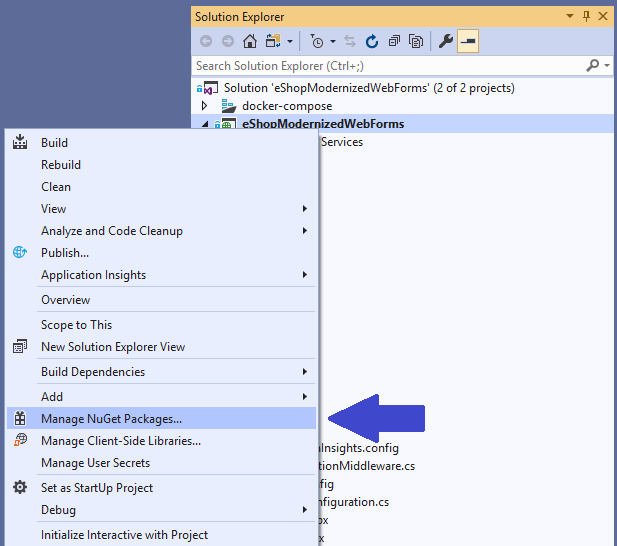 Solution Explorer
Search Solution Explorer (Ctrl+;)
Solution 'eShopModernizedWebForms' (2 of 2 projects)
docker-compose
eShopModernizedWebForms
Services
Build
Rebuild
Clean
View
Analyze and Code Cleanup
Publish...
Application Insights
Overview
Scope to This
New Solution Explorer View
Build Dependencies
Add
Manage NuGet Packages...
Manage Client-Side Libraries...
Manage User Secrets
Set as StartUp Project
Debug
Initialize Interactive with Project
Insights.config
tionMiddleware.cs
fig
nfiguration.cs